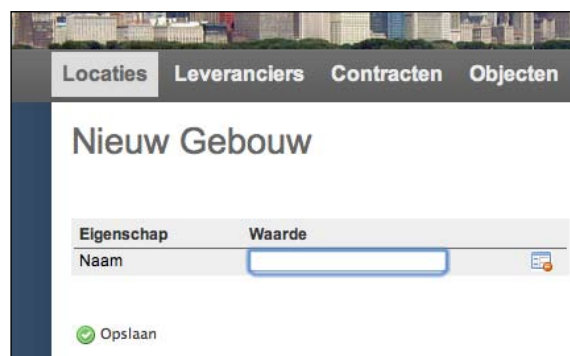 Locaties Leveranciers Contracten Objecten
Nieuw Gebouw
Eigenschap Waarde
Naam
Opslaan